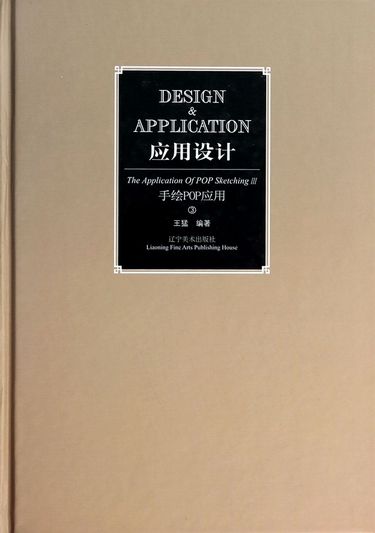 DESIGN
&
APPLICATION
应用设计
The Application Of POP Sketching III
手绘POP应用
③
王猛 编著
辽宁美术出版社
Liaoning Fine Arts Publishing House